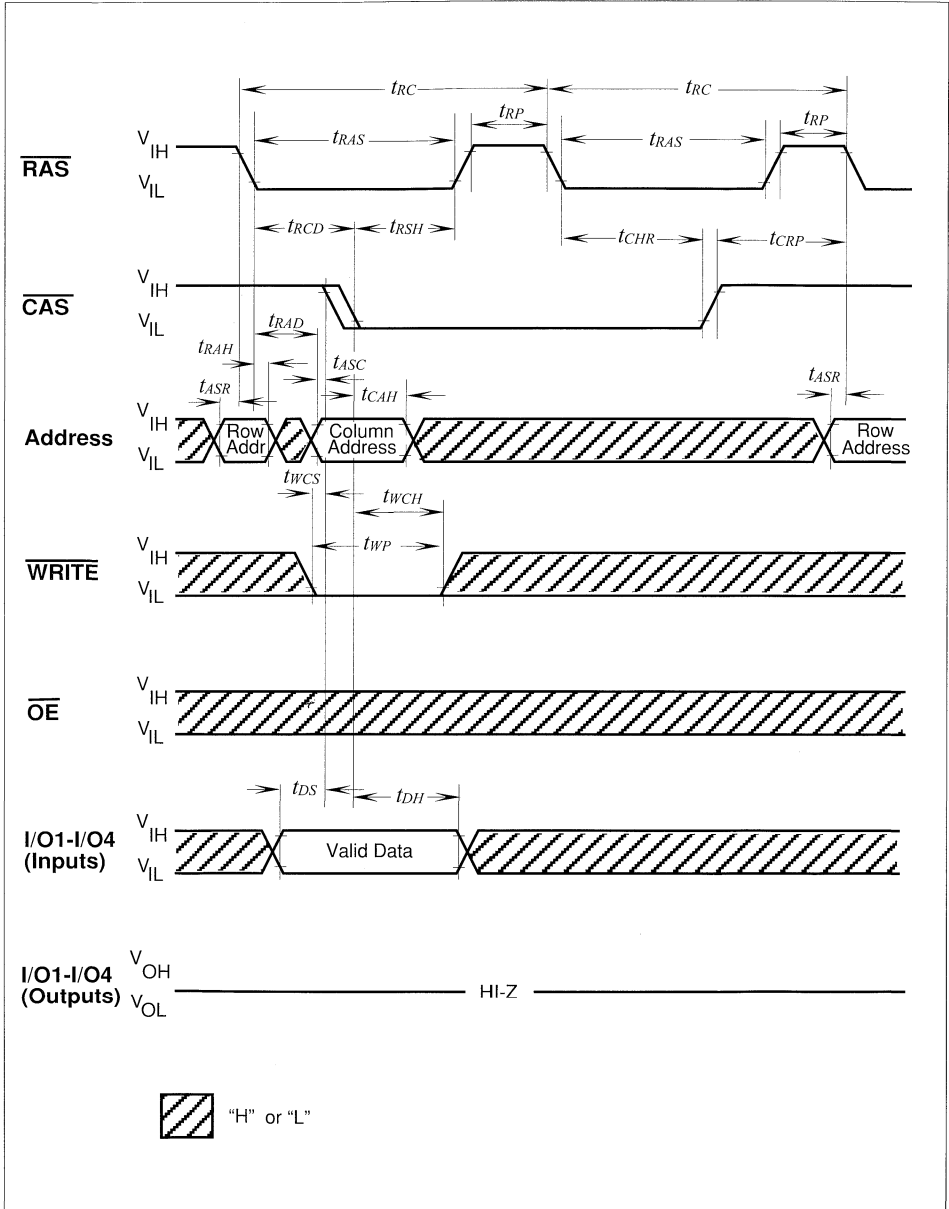 tRC tRC
tRP tRP
tRAS tRAS
RAS VIH
VIL
tRCD tRSH
tCHR tCRP
CAS VIH
VIL
tRAD
tRAH tASC
tASR tCAH tASR
Address VIH
VIL
Row Addr
Column Address
Row Address
tWCS tWCH
tWP
WRITE VIH
VIL
OE VIH
VIL
tDS tDH
I/O1-I/O4 (Inputs) VIH
VIL
Valid Data
I/O1-I/O4 (Outputs) VOH
VOL
HI-Z
“H” or “L”